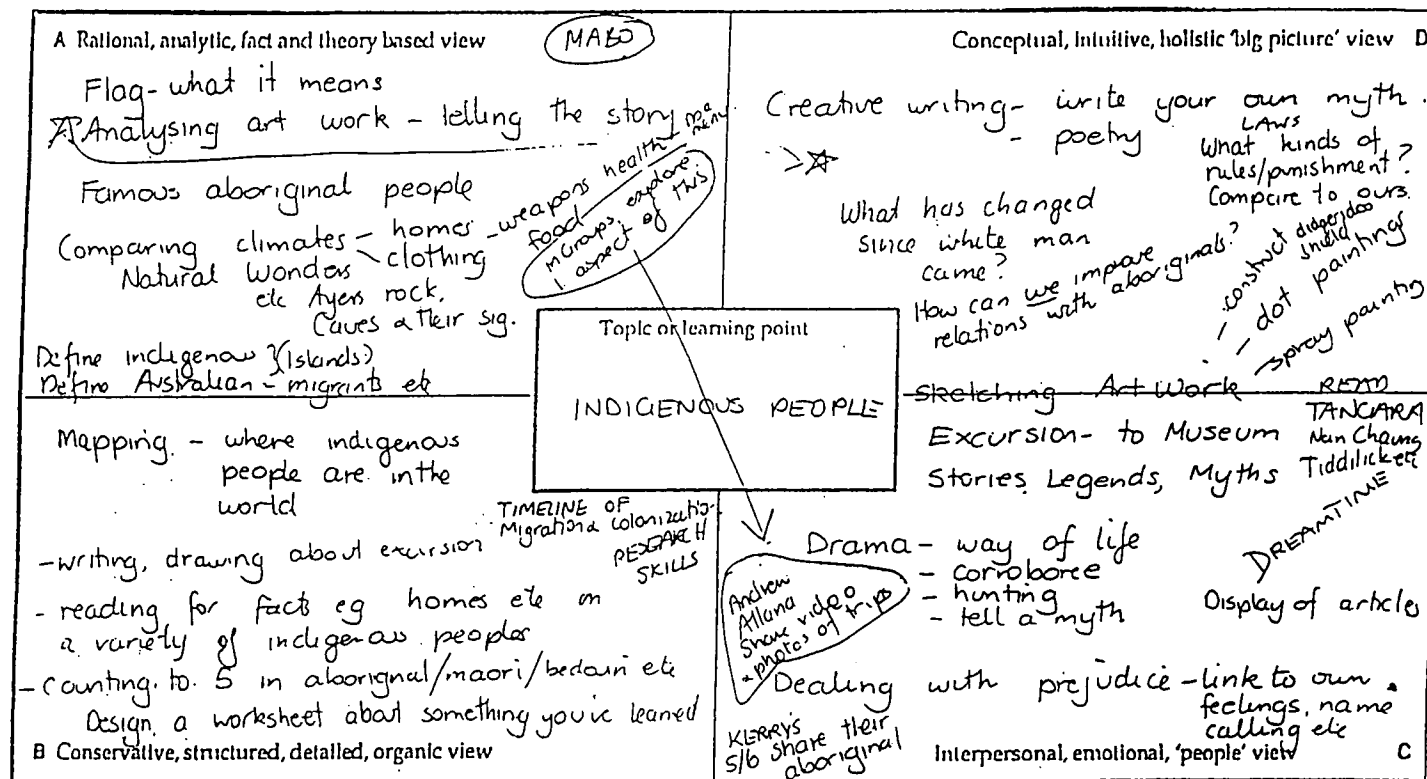 A Rational, analytic, fact and theory based view
MABO
Flag - what it means
Analysing art work - telling the story
Famous aboriginal people
Comparing climates - homes - weapons health
clothing
food
in Groups, explore
1 aspect of this
Natural Wonders
etc Ayers rock,
Caves & their sig.
Define indigenous (Islands)
Define Australian - migrants etc
Conceptual, intuitive, holistic 'big picture' view D
Creative writing - write your own myth.
- poetry
LAWS
What kinds of
rules/punishment?
Compare to ours.
What has changed
since white man
came?
How can we improve
relations with aboriginals?
- construct didgeridoo
shield
- dot paintings
- spray painting
Sketching Art Work
Topic or learning point
INDIGENOUS PEOPLE
Mapping - where indigenous
people are in the
world
TIMELINE OF
Migration & Colonizatio
RESEARCH
SKILLS
- writing, drawing about excursion
- reading for facts eg homes etc on
a variety of indigenous peoples
- Counting to 5 in aborignal/maori/bedouin etc
Design a worksheet about something you've learned
B Conservative, structured, detailed, organic view
READ
TANGARA
Nan Chaung
Tiddilick etc
Excursion - to Museum
Stories, Legends, Myths
DREAMTIME
Drama - way of life
- corroboree
- hunting
- tell a myth
Display of articles
Andrew
Allana
Share video
& photos of trips
Dealing with prejudice - link to own
feelings, name
calling etc
KERRY'S
s/b share their
aboriginal
Interpersonal, emotional, 'people' view C